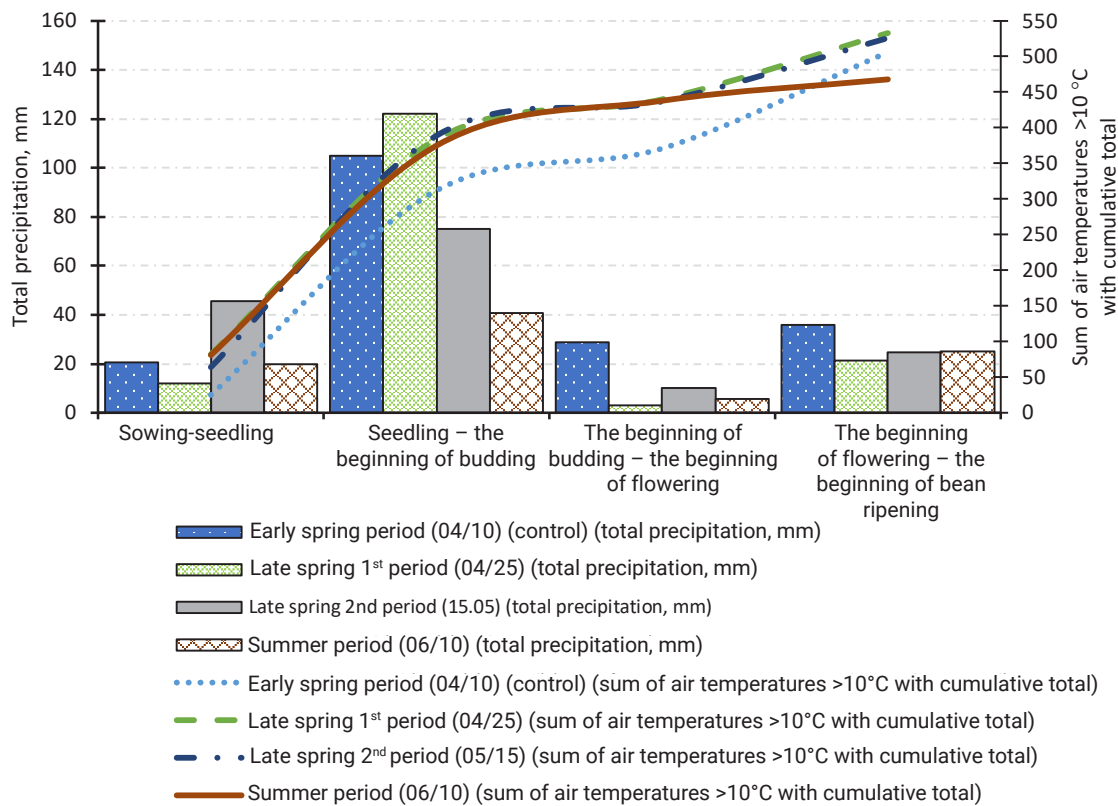 160
140
120
100
80
60
40
20
0
Total precipitation, mm
550
500
450
400
350
300
250
200
150
100
50
0
Sum of air temperatures >10 °C
with cumulative total
Sowing-seedling
Seedling – the
beginning of budding
The beginning of
budding – the beginning
of flowering
The beginning
of flowering – the
beginning of bean
ripening
Early spring period (04/10) (control) (total precipitation, mm)
Late spring 1st period (04/25) (total precipitation, mm)
Late spring 2nd period (15.05) (total precipitation, mm)
Summer period (06/10) (total precipitation, mm)
Early spring period (04/10) (control) (sum of air temperatures >10°C with cumulative total)
Late spring 1st period (04/25) (sum of air temperatures >10°C with cumulative total)
Late spring 2nd period (05/15) (sum of air temperatures >10°C with cumulative total)
Summer period (06/10) (sum of air temperatures >10°C with cumulative total)